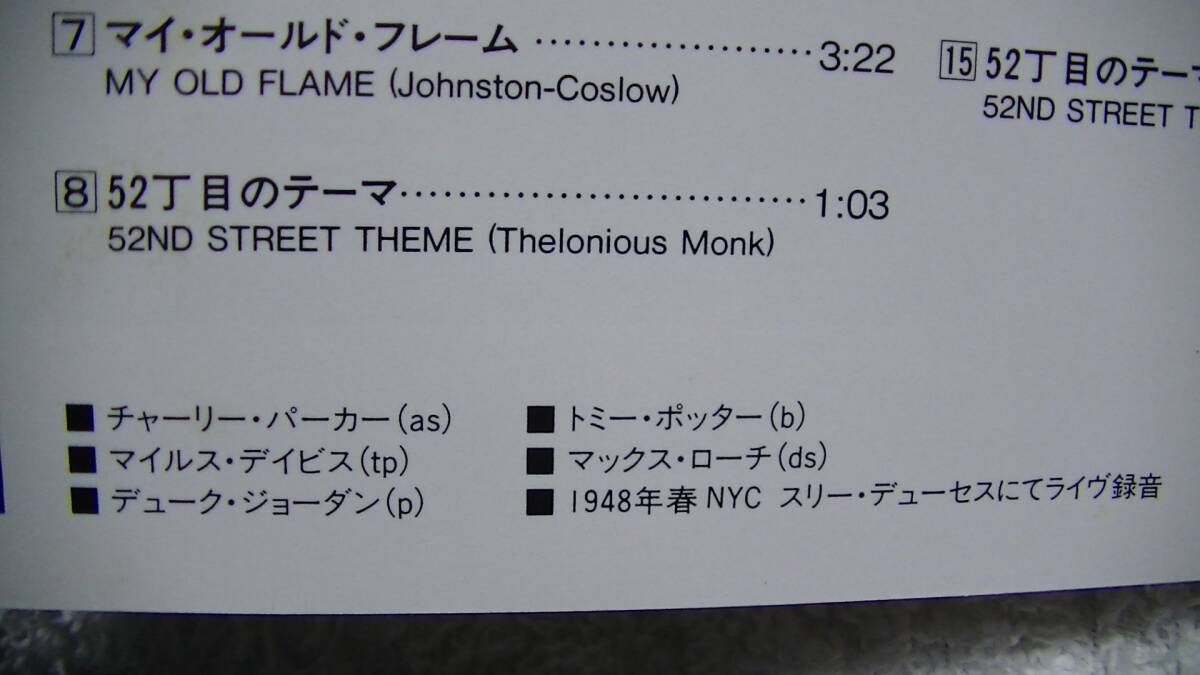 7 マイ・オールド・フレーム …………………… 3:22
MY OLD FLAME (Johnston-Coslow)
8 52丁目のテーマ…………………………… 1:03
52ND STREET THEME (Thelonious Monk)
15 52丁目のテー
52ND STREET T
■ チャーリー・パーカー(as)
■ マイルス・デイビス(tp)
■ デューク・ジョーダン(p)
■ トミー・ポッター(b)
■ マックス・ローチ(ds)
■ 1948年春 NYC スリー・デューセスにてライヴ録音